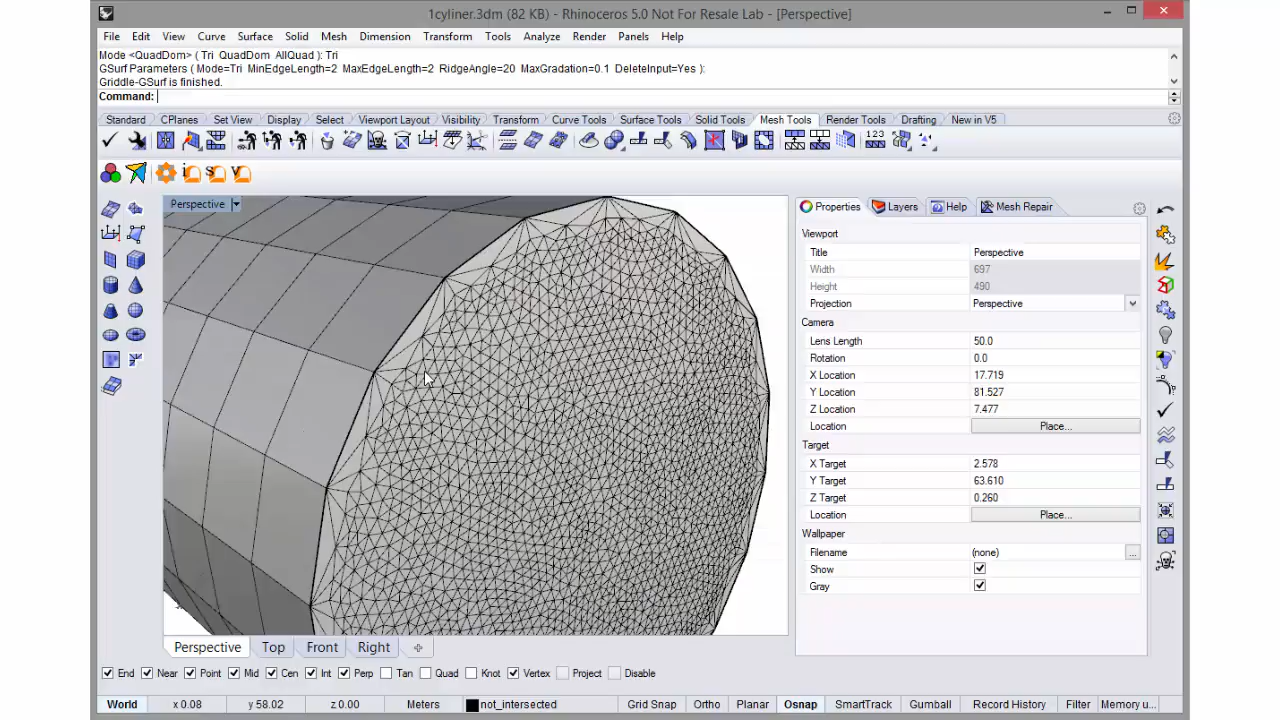 1cyliner.3dm (82 KB) - Rhinoceros 5.0 Not For Resale Lab - [Perspective]
File Edit View Curve Surface Solid Mesh Dimension Transform Tools Analyze Render Panels Help
Mode <QuadDom> ( Tri QuadDom AllQuad ): Tri
GSurf Parameters ( Mode=Tri MinEdgeLength=2 MaxEdgeLength=2 RidgeAngle=20 MaxGradation=0.1 DeleteInput=Yes ):
Griddle-GSurf is finished.
Command:
Standard CPlanes Set View Display Select Viewport Layout Visibility Transform Curve Tools Surface Tools Solid Tools Mesh Tools Render Tools Drafting New in V5
123
i S V
Perspective
Properties Layers Help Mesh Repair
Viewport
Title Perspective
Width 697
Height 490
Projection Perspective
Camera
Lens Length 50.0
Rotation 0.0
X Location 17.719
Y Location 81.527
Z Location 7.477
Location Place...
Target
X Target 2.578
Y Target 63.610
Z Target 0.260
Location Place...
Wallpaper
Filename (none) ...
Show
Gray
Perspective Top Front Right
End Near Point Mid Cen Int Perp Tan Quad Knot Vertex Project Disable
World x 0.08 y 58.02 z 0.00 Meters not_intersected Grid Snap Ortho Planar Osnap SmartTrack Gumball Record History Filter Memory u...